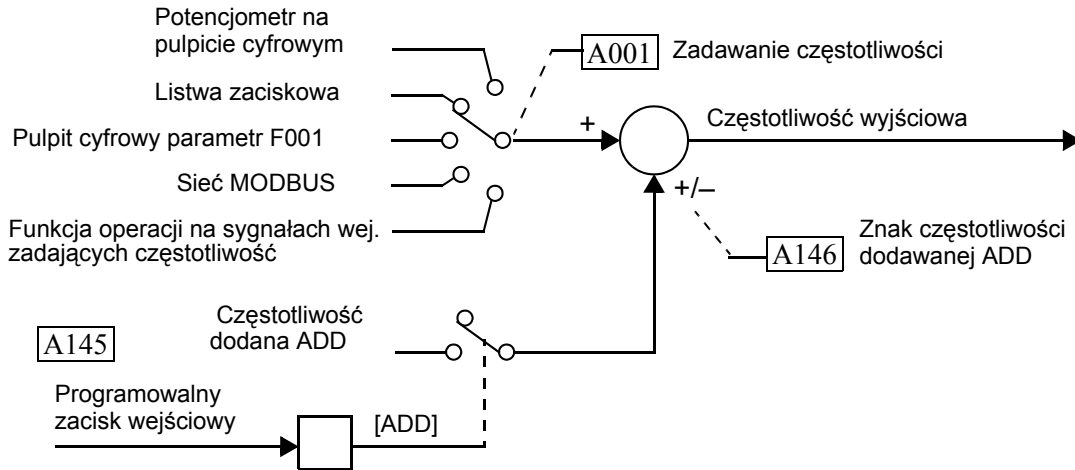 Potencjometr na
pulpicie cyfrowym
A001 Zadawanie częstotliwości
Listwa zaciskowa
Pulpit cyfrowy parametr F001
+
Częstotliwość wyjściowa
Sieć MODBUS
+/–
Funkcja operacji na sygnałach wej.
zadających częstotliwość
A146
Znak częstotliwości
dodawanej ADD
A145
Częstotliwość
dodana ADD
Programowalny
zacisk wejściowy
[ADD]